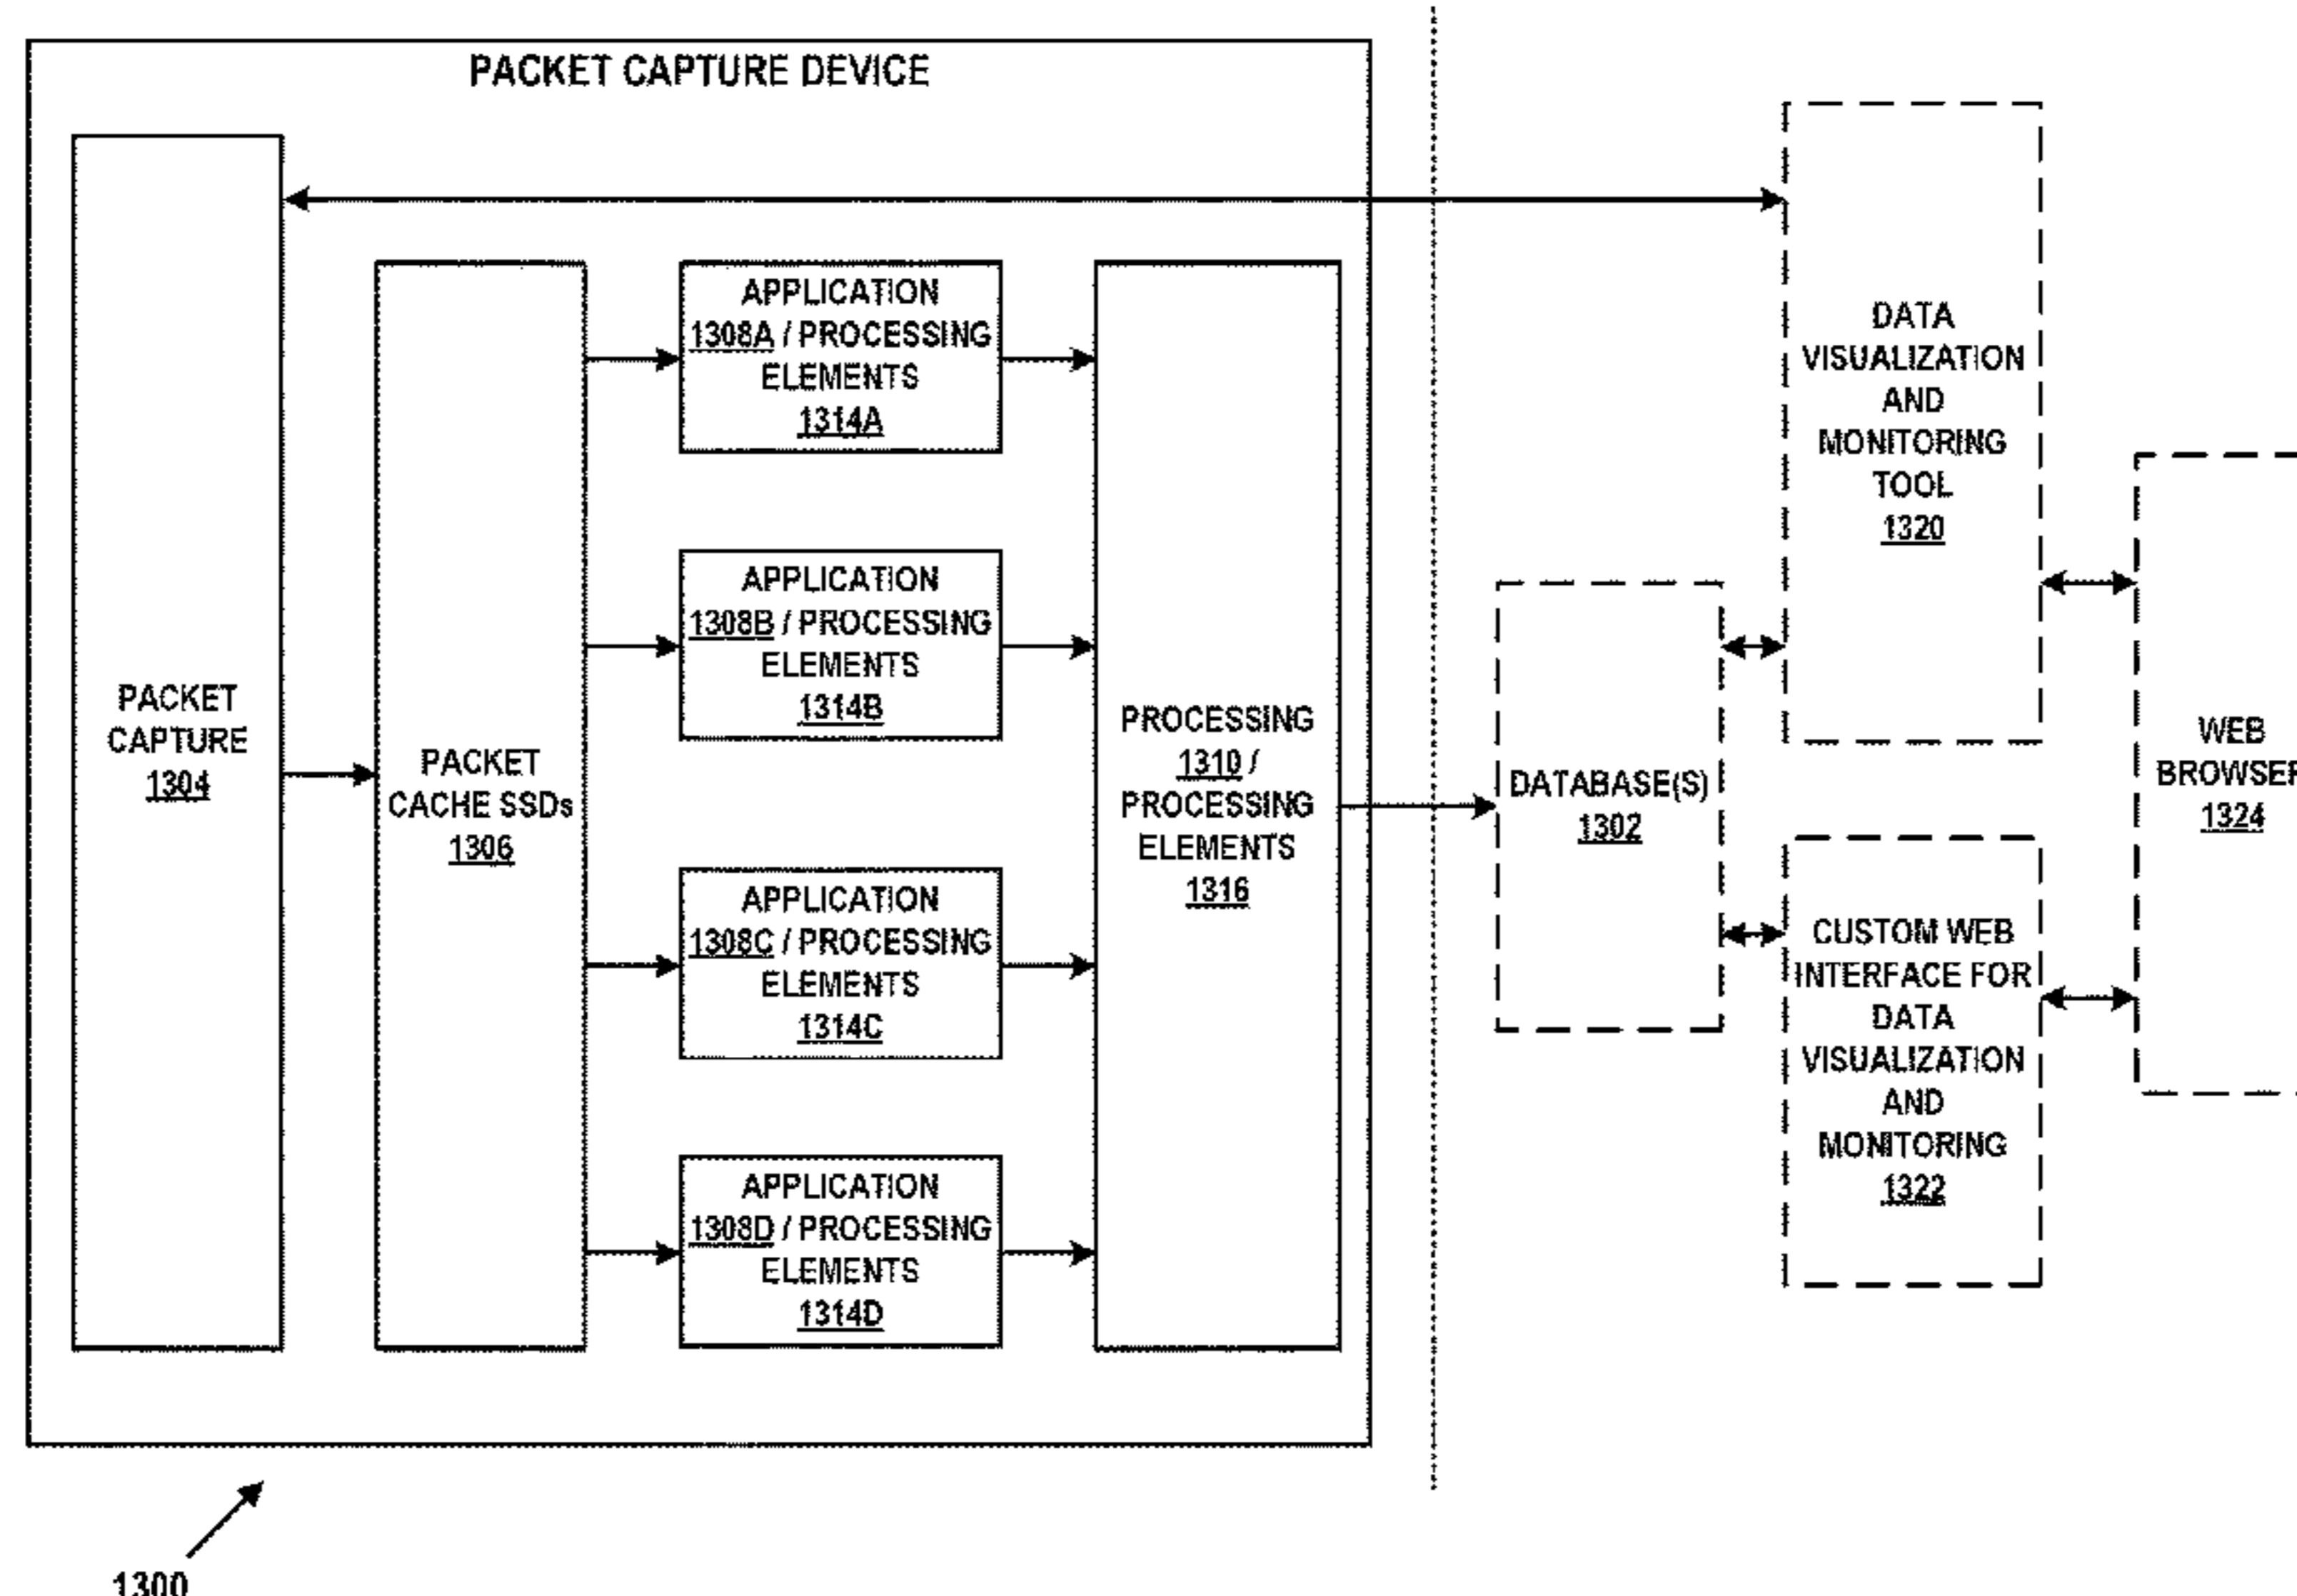 PACKET CAPTURE DEVICE
PACKET
CAPTURE
1304
PACKET
CACHE SSDs
1306
APPLICATION
1308A / PROCESSING
ELEMENTS
1314A
APPLICATION
1308B / PROCESSING
ELEMENTS
1314B
APPLICATION
1308C / PROCESSING
ELEMENTS
1314C
APPLICATION
1308D / PROCESSING
ELEMENTS
1314D
PROCESSING
1310 /
PROCESSING
ELEMENTS
1316
DATABASE(S)
1302
DATA
VISUALIZATION
AND
MONITORING
TOOL
1320
CUSTOM WEB
INTERFACE FOR
DATA
VISUALIZATION
AND
MONITORING
1322
WEB
BROWSER
1324
1300